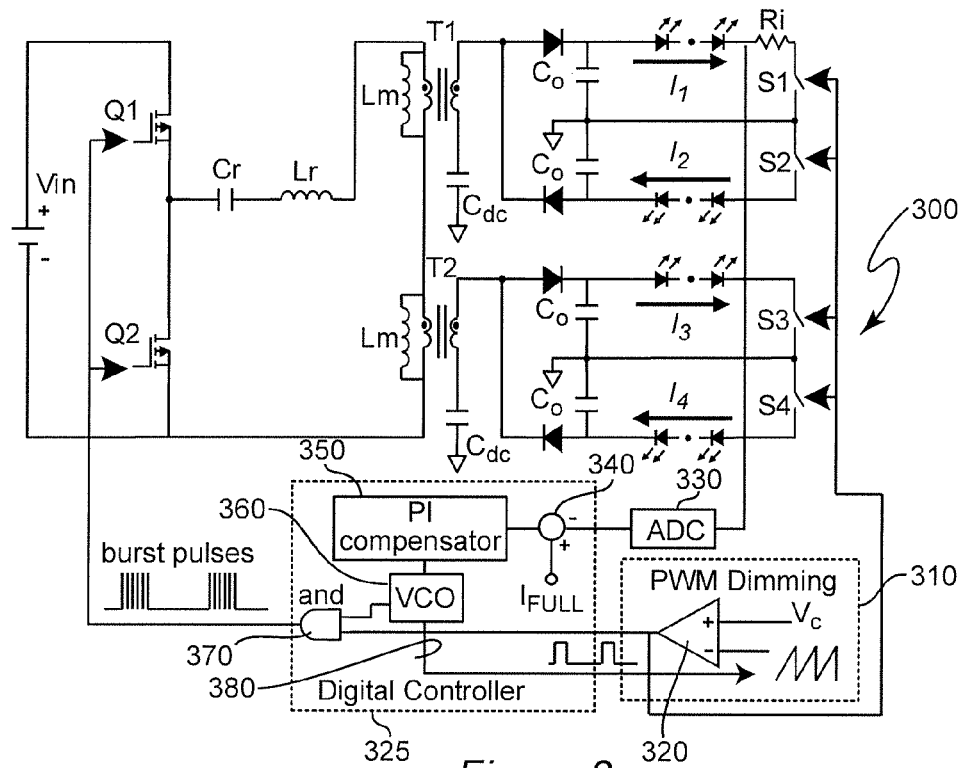 T1
Ri
Q1
Lm
Co
I1
S1
Vin
+
-
Cr
Lr
Co
I2
S2
Cdc
300
T2
Q2
Lm
Co
I3
S3
Co
I4
S4
Cdc
350
340
330
360
PI
compensator
-
+
ADC
burst pulses
and
VCO
IFULL
PWM Dimming
310
+
Vc
-
370
380
Digital Controller
325
320